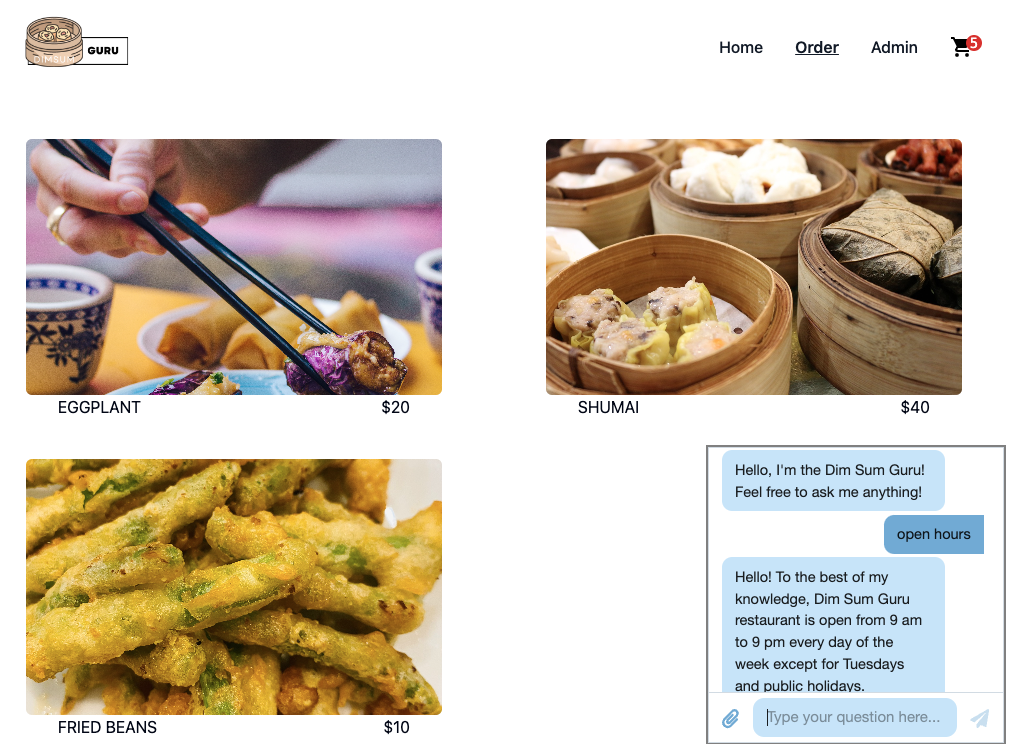 DIMSUM
GURU
Home
Order
Admin
5
EGGPLANT
$20
SHUMAI
$40
FRIED BEANS
$10
Hello, I'm the Dim Sum Guru!
Feel free to ask me anything!
open hours
Hello! To the best of my
knowledge, Dim Sum Guru
restaurant is open from 9 am
to 9 pm every day of the
week except for Tuesdays
and public holidays.
Type your question here...